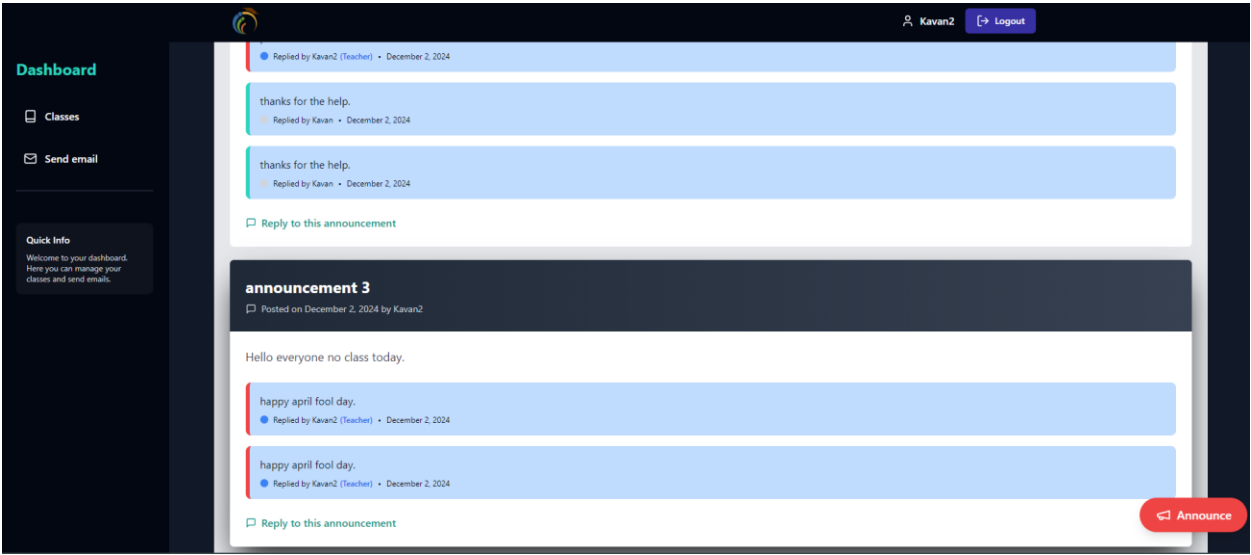 Kavan2
Logout
Dashboard
Classes
Send email
Quick Info
Welcome to your dashboard.
Here you can manage your
classes and send emails.
Replied by Kavan2 (Teacher) • December 2, 2024
thanks for the help.
Replied by Kavan • December 2, 2024
thanks for the help.
Replied by Kavan • December 2, 2024
Reply to this announcement
announcement 3
Posted on December 2, 2024 by Kavan2
Hello everyone no class today.
happy april fool day.
Replied by Kavan2 (Teacher) • December 2, 2024
happy april fool day.
Replied by Kavan2 (Teacher) • December 2, 2024
Reply to this announcement
Announce